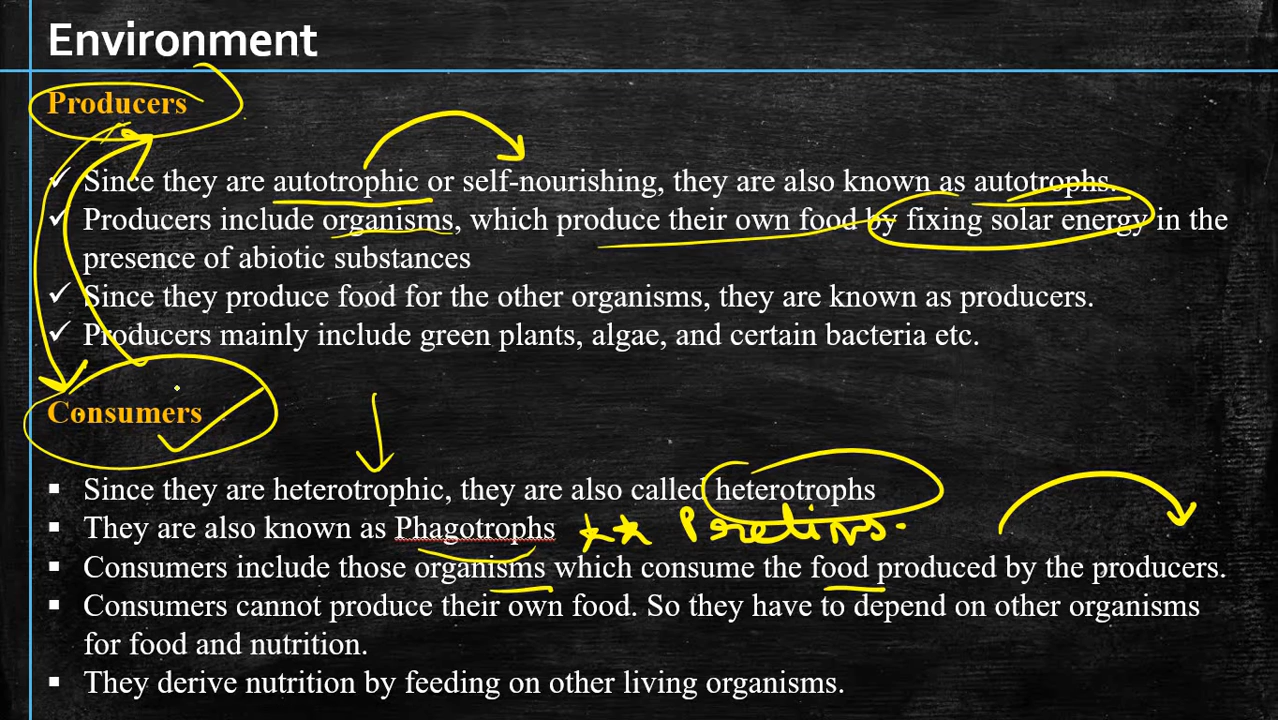 Environment
Producers
✓ Since they are autotrophic or self-nourishing, they are also known as autotrophs.
✓ Producers include organisms, which produce their own food by fixing solar energy in the
presence of abiotic substances
✓ Since they produce food for the other organisms, they are known as producers.
✓ Producers mainly include green plants, algae, and certain bacteria etc.
Consumers
▪ Since they are heterotrophic, they are also called heterotrophs
▪ They are also known as Phagotrophs
▪ Consumers include those organisms which consume the food produced by the producers.
▪ Consumers cannot produce their own food. So they have to depend on other organisms
for food and nutrition.
▪ They derive nutrition by feeding on other living organisms.